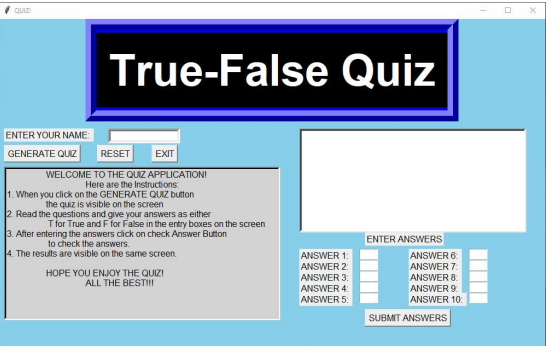 QUIZ!
True-False Quiz
ENTER YOUR NAME:
GENERATE QUIZ RESET EXIT
WELCOME TO THE QUIZ APPLICATION!
Here are the Instructions:
1. When you click on the GENERATE QUIZ button
the quiz is visible on the screen
2. Read the questions and give your answers as either
T for True and F for False in the entry boxes on the screen
3. After entering the answers click on check Answer Button
to check the answers.
4. The results are visible on the same screen.
HOPE YOU ENJOY THE QUIZ!
ALL THE BEST!!!
ENTER ANSWERS
ANSWER 1: ANSWER 6:
ANSWER 2: ANSWER 7:
ANSWER 3: ANSWER 8:
ANSWER 4: ANSWER 9:
ANSWER 5: ANSWER 10:
SUBMIT ANSWERS